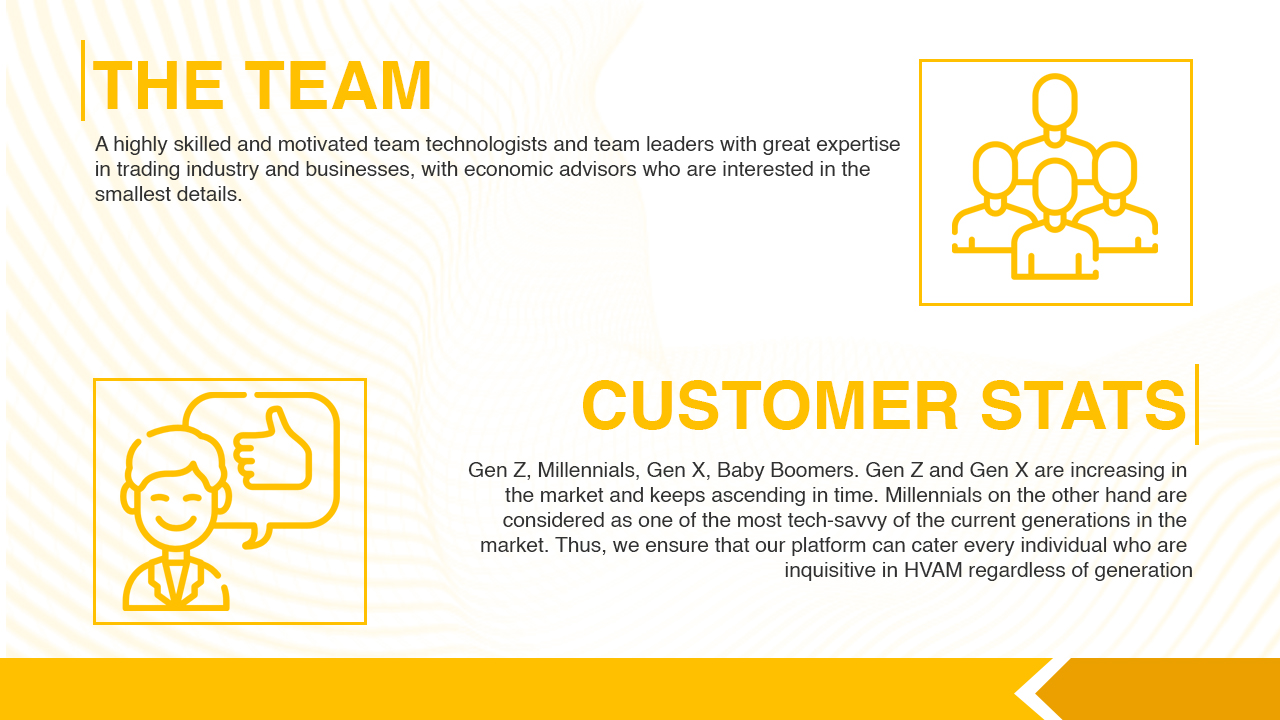 THE TEAM
A highly skilled and motivated team technologists and team leaders with great expertise
in trading industry and businesses, with economic advisors who are interested in the
smallest details.
CUSTOMER STATS
Gen Z, Millennials, Gen X, Baby Boomers. Gen Z and Gen X are increasing in
the market and keeps ascending in time. Millennials on the other hand are
considered as one of the most tech-savvy of the current generations in the
market. Thus, we ensure that our platform can cater every individual who are
inquisitive in HVAM regardless of generation